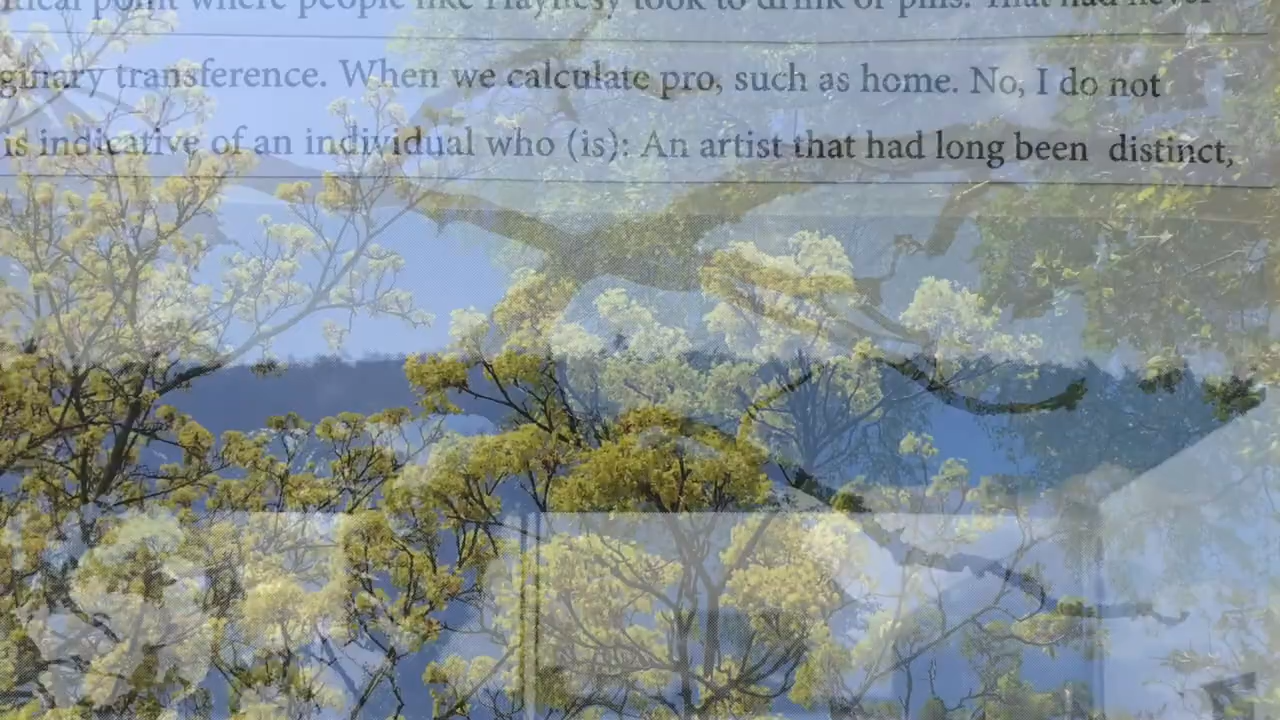 point where people like Hayhesy took to drink or pills. That had never
ginary transference. When we calculate pro, such as home. No, I do not
is indicative of an individual who (is): An artist that had long been distinct,